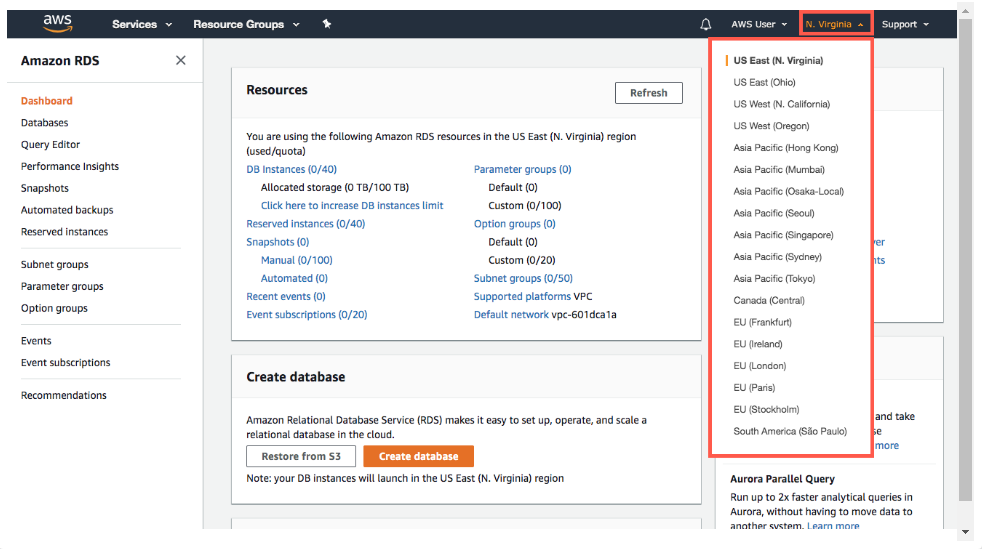 aws
Services
Resource Groups
AWS User
N. Virginia
Support
Amazon RDS
Dashboard
Databases
Query Editor
Performance Insights
Snapshots
Automated backups
Reserved instances
Subnet groups
Parameter groups
Option groups
Events
Event subscriptions
Recommendations
Resources
Refresh
You are using the following Amazon RDS resources in the US East (N. Virginia) region
(used/quota)
DB Instances (0/40)
Allocated storage (0 TB/100 TB)
Click here to increase DB instances limit
Reserved instances (0/40)
Snapshots (0)
Manual (0/100)
Automated (0)
Recent events (0)
Event subscriptions (0/20)
Parameter groups (0)
Default (0)
Custom (0/100)
Option groups (0)
Default (0)
Custom (0/20)
Subnet groups (0/50)
Supported platforms VPC
Default network vpc-601dca1a
Create database
Amazon Relational Database Service (RDS) makes it easy to set up, operate, and scale a
relational database in the cloud.
Restore from S3
Create database
Note: your DB instances will launch in the US East (N. Virginia) region
US East (N. Virginia)
US East (Ohio)
US West (N. California)
US West (Oregon)
Asia Pacific (Hong Kong)
Asia Pacific (Mumbai)
Asia Pacific (Osaka-Local)
Asia Pacific (Seoul)
Asia Pacific (Singapore)
Asia Pacific (Sydney)
Asia Pacific (Tokyo)
Canada (Central)
EU (Frankfurt)
EU (Ireland)
EU (London)
EU (Paris)
EU (Stockholm)
South America (São Paulo)
and take
more
Aurora Parallel Query
Run up to 2x faster analytical queries in
Aurora, without having to move data to
another system. Learn more